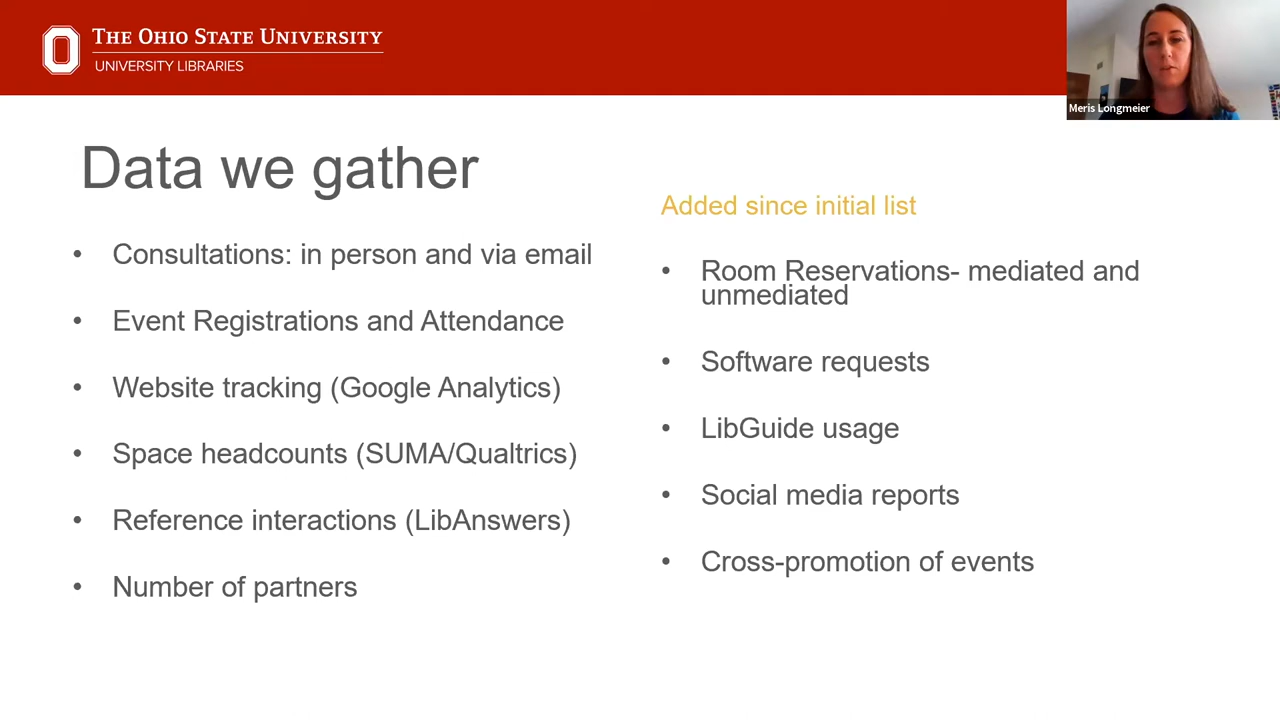 THE OHIO STATE UNIVERSITY
UNIVERSITY LIBRARIES
Meris Longmeier
Data we gather
• Consultations: in person and via email
• Event Registrations and Attendance
• Website tracking (Google Analytics)
• Space headcounts (SUMA/Qualtrics)
• Reference interactions (LibAnswers)
• Number of partners
Added since initial list
• Room Reservations- mediated and
unmediated
• Software requests
• LibGuide usage
• Social media reports
• Cross-promotion of events